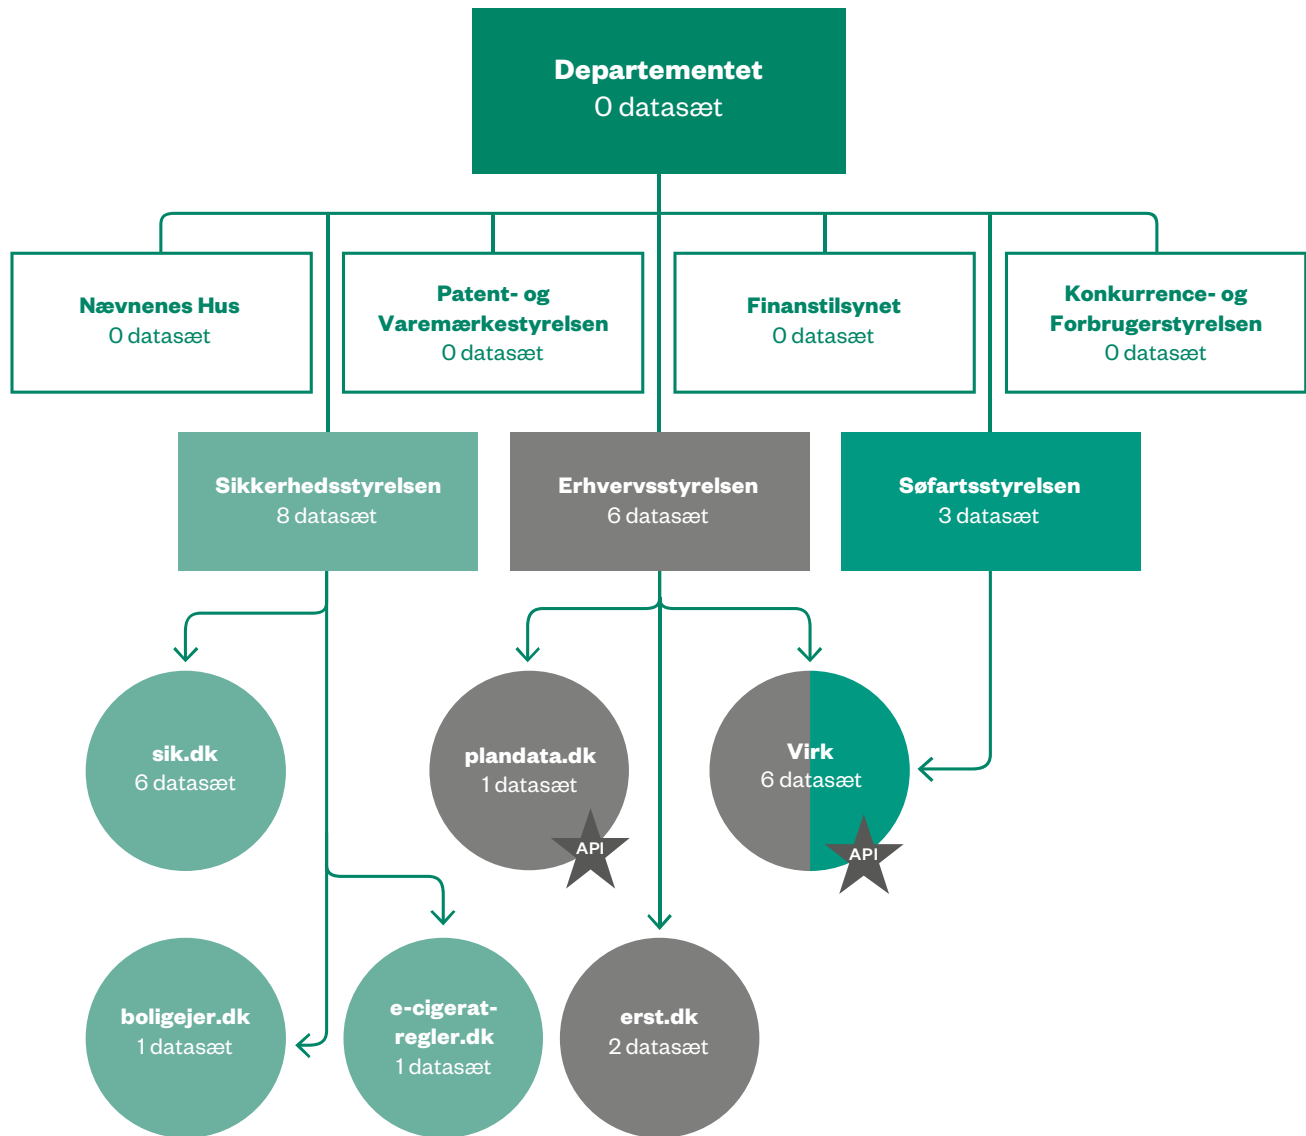 Departementet
0 datasæt
Nævnenes Hus
0 datasæt
Patent- og
Varemærkestyrelsen
0 datasæt
Finanstilsynet
0 datasæt
Konkurrence- og
Forbrugerstyrelsen
0 datasæt
Sikkerhedsstyrelsen
8 datasæt
Erhvervsstyrelsen
6 datasæt
Søfartsstyrelsen
3 datasæt
sik.dk
6 datasæt
plandata.dk
1 datasæt
API
Virk
6 datasæt
API
boligejer.dk
1 datasæt
e-cigerat-
regler.dk
1 datasæt
erst.dk
2 datasæt